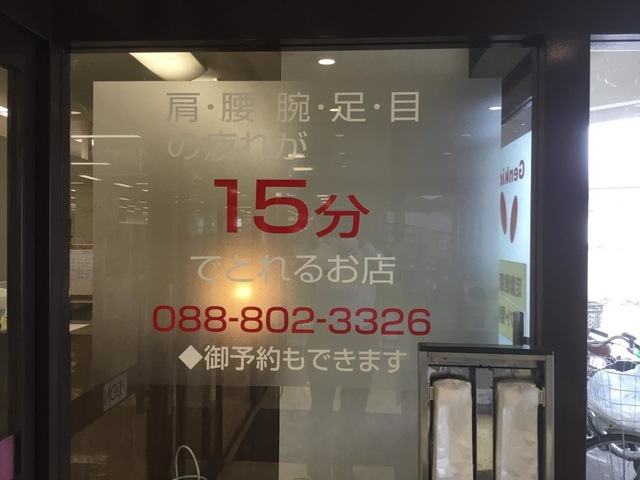 肩・腰・腕・足・目
の疲れが
15分
でとれるお店
088-802-3326
◆御予約もできます